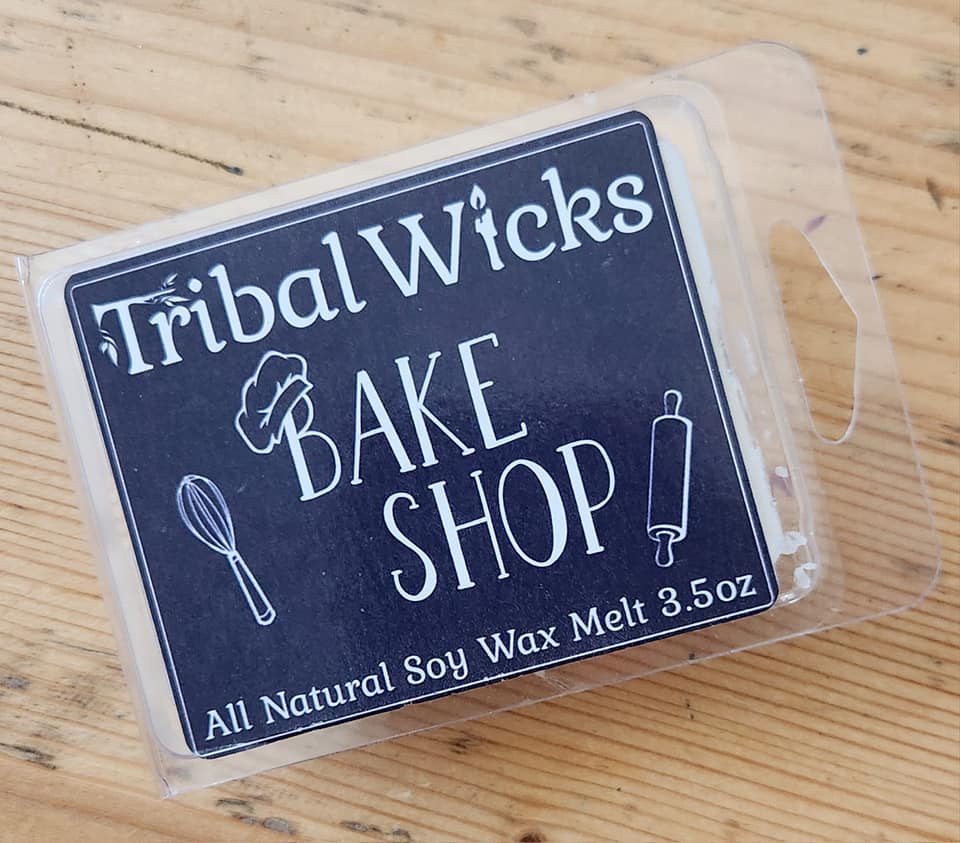 Tribal Wicks
BAKE
SHOP
All Natural Soy Wax Melt 3.5oz